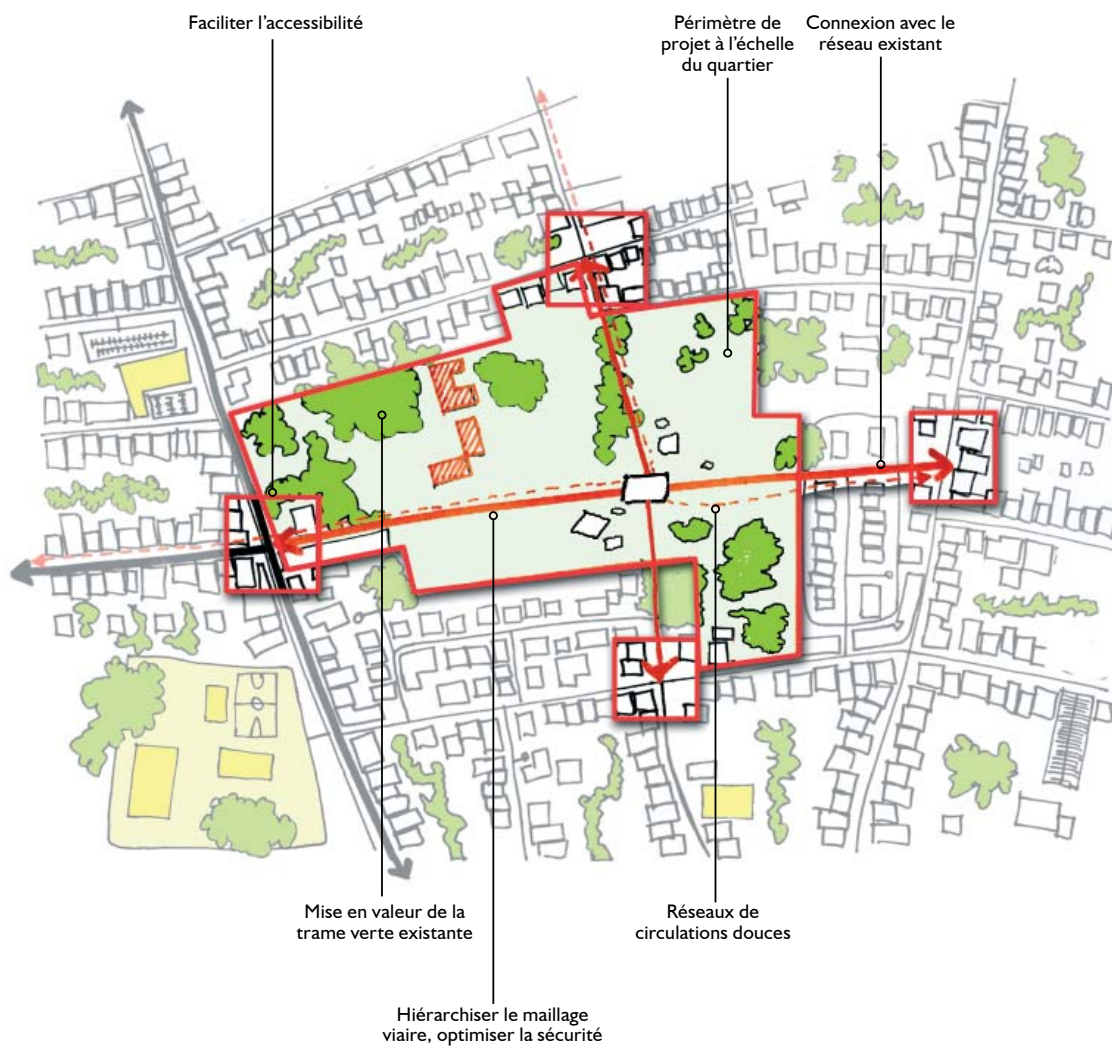 Faciliter l’accessibilité
Périmètre de
projet à l’échelle
du quartier
Connexion avec le
réseau existant
Mise en valeur de la
trame verte existante
Réseaux de
circulations douces
Hiérarchiser le maillage
viaire, optimiser la sécurité